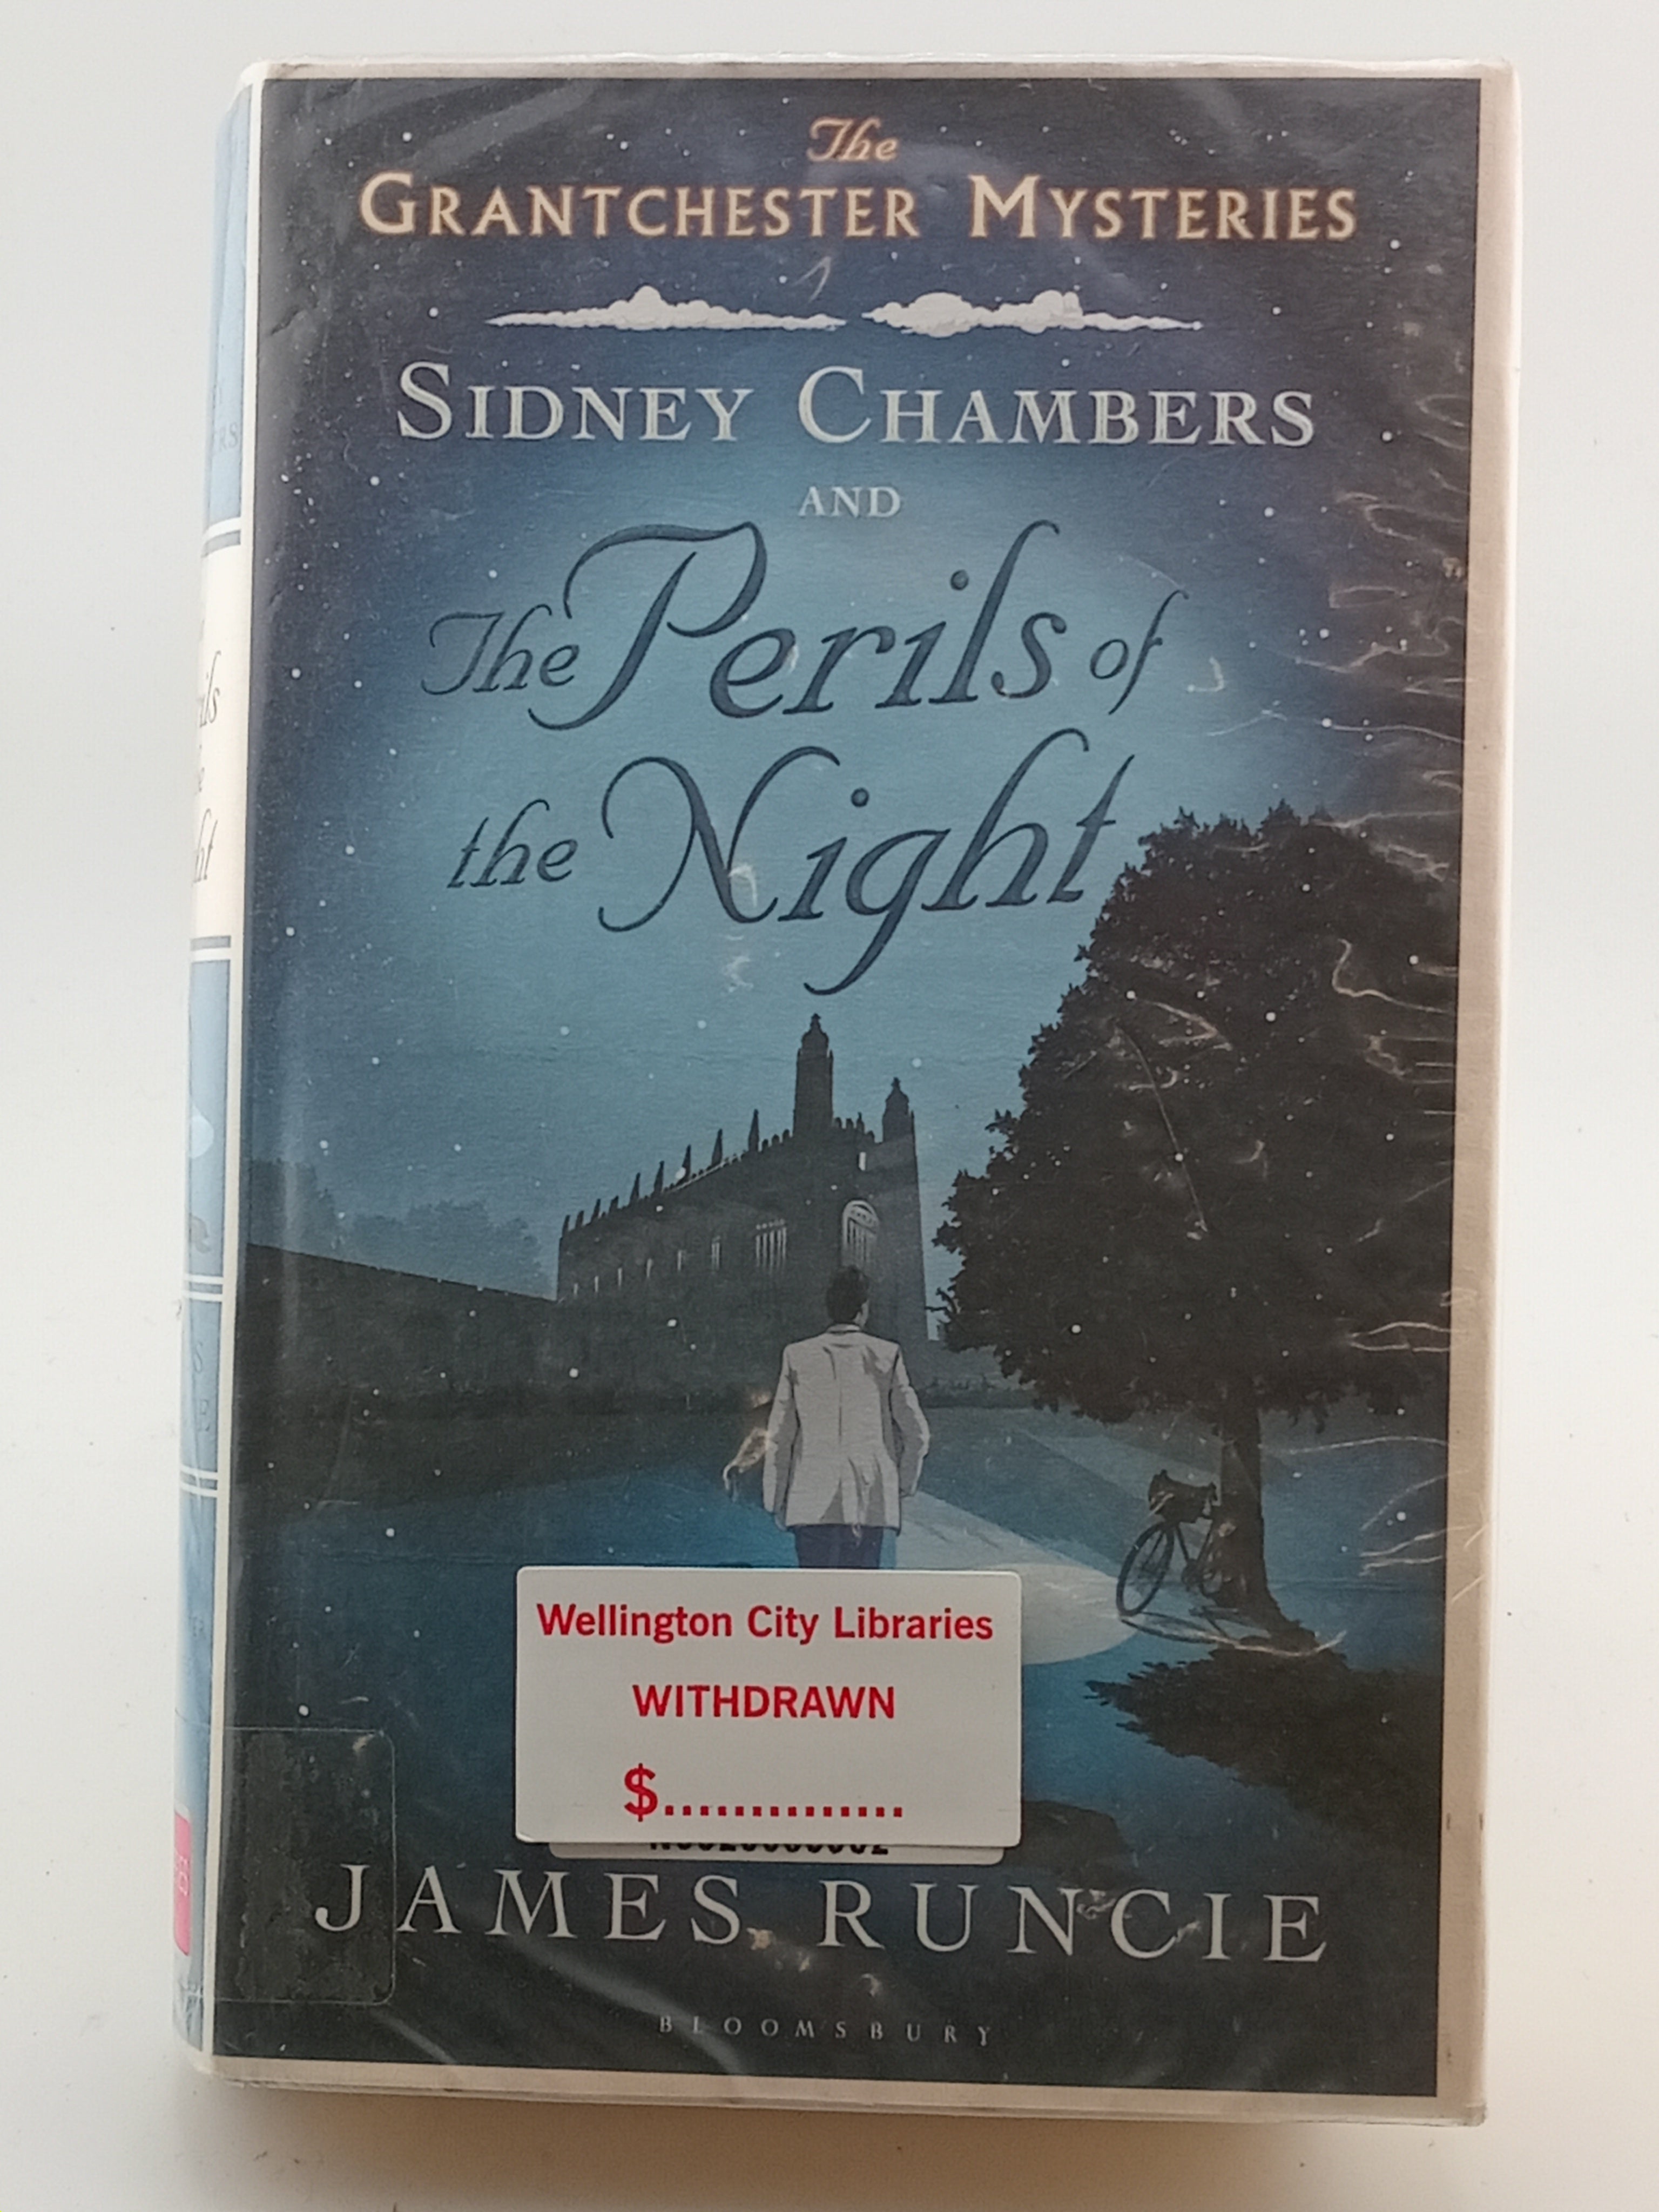 The
GRANTCHESTER MYSTERIES
SIDNEY CHAMBERS
AND
The Perils of
the Night
Wellington City Libraries
WITHDRAWN
$..............
JAMES RUNCIE
BLOOMSBURY